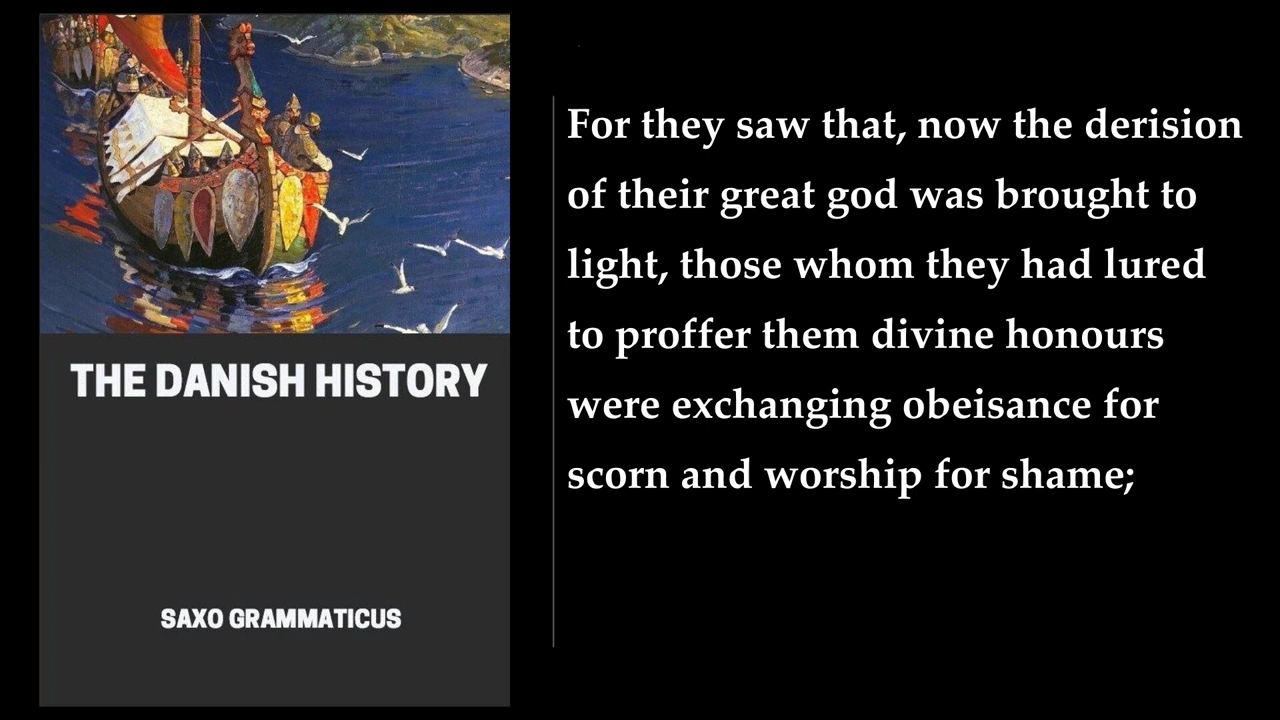 THE DANISH HISTORY
SAXO GRAMMATICUS
For they saw that, now the derision
of their great god was brought to
light, those whom they had lured
to proffer them divine honours
were exchanging obeisance for
scorn and worship for shame;